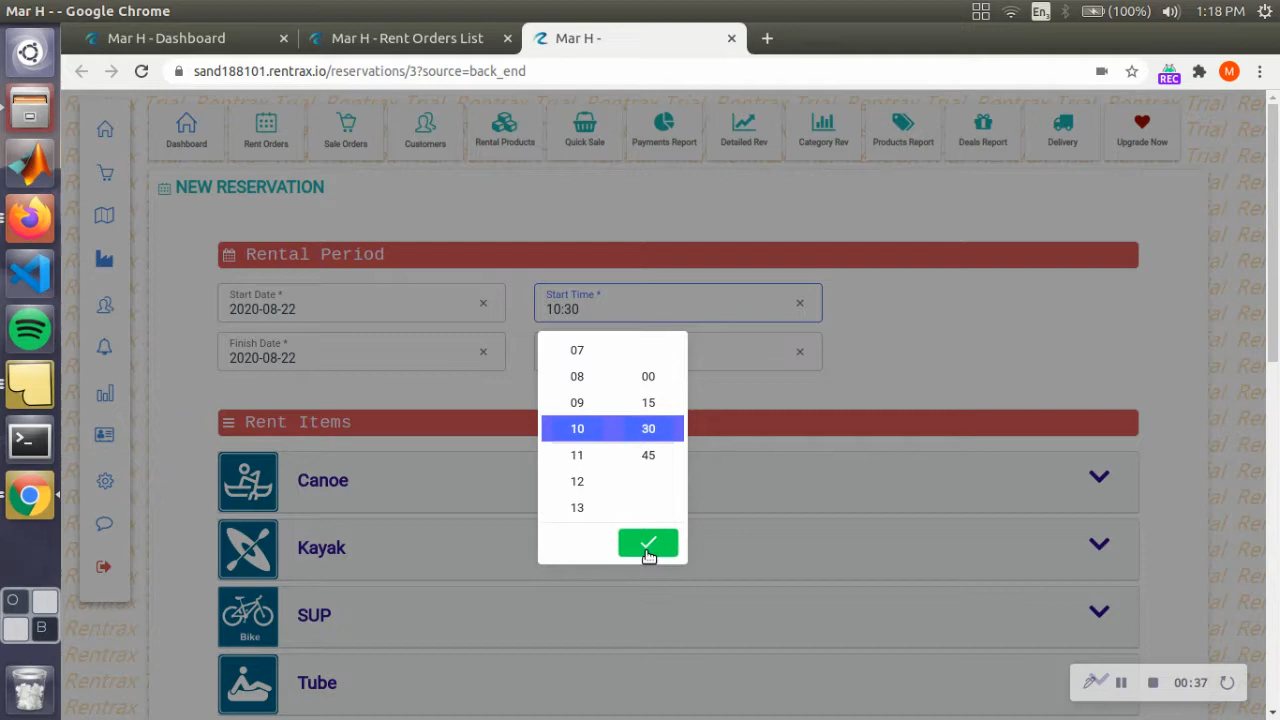 Mar H - - Google Chrome
En3
(100%)
1:18 PM
Mar H - Dashboard
Mar H - Rent Orders List
Mar H -
sand188101.rentrax.io/reservations/3?source=back_end
REC
M
Dashboard
Rent Orders
Sale Orders
Customers
Rental Products
Quick Sale
Payments Report
Detailed Rev
Category Rev
Products Report
Deals Report
Delivery
Upgrade Now
NEW RESERVATION
Rental Period
Start Date *
2020-08-22
Start Time *
10:30
Finish Date *
2020-08-22
07
08 00
09 15
10 30
11 45
12
13
Rent Items
Canoe
Kayak
Bike
SUP
Tube
O
B
00:37